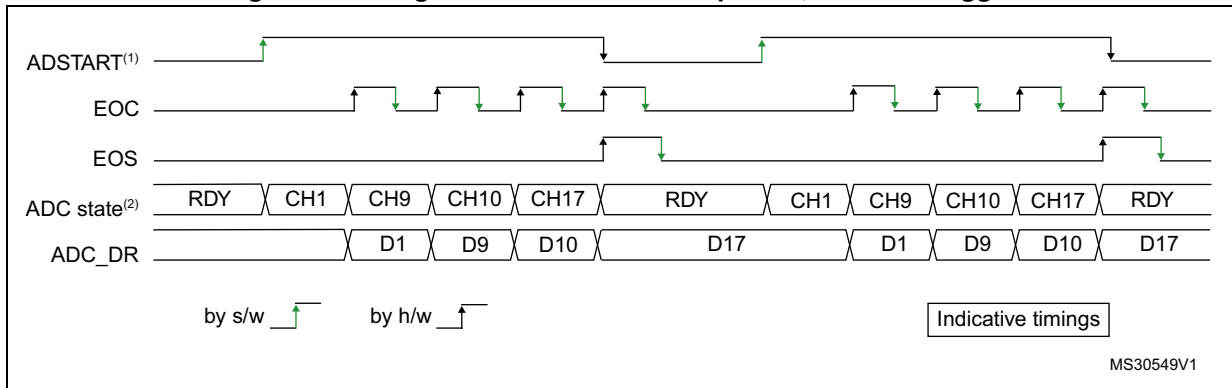 ADSTART(1)
EOC
EOS
ADC state(2) RDY CH1 CH9 CH10 CH17 RDY CH1 CH9 CH10 CH17 RDY
ADC_DR D1 D9 D10 D17 D1 D9 D10 D17
by s/w by h/w Indicative timings
MS30549V1